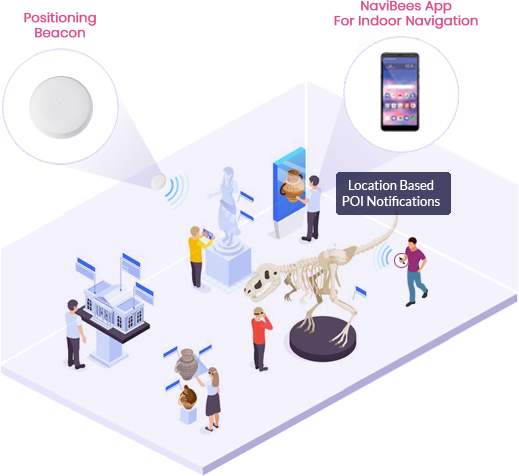 Positioning
Beacon
NaviBees App
For Indoor Navigation
Location Based
POI Notifications